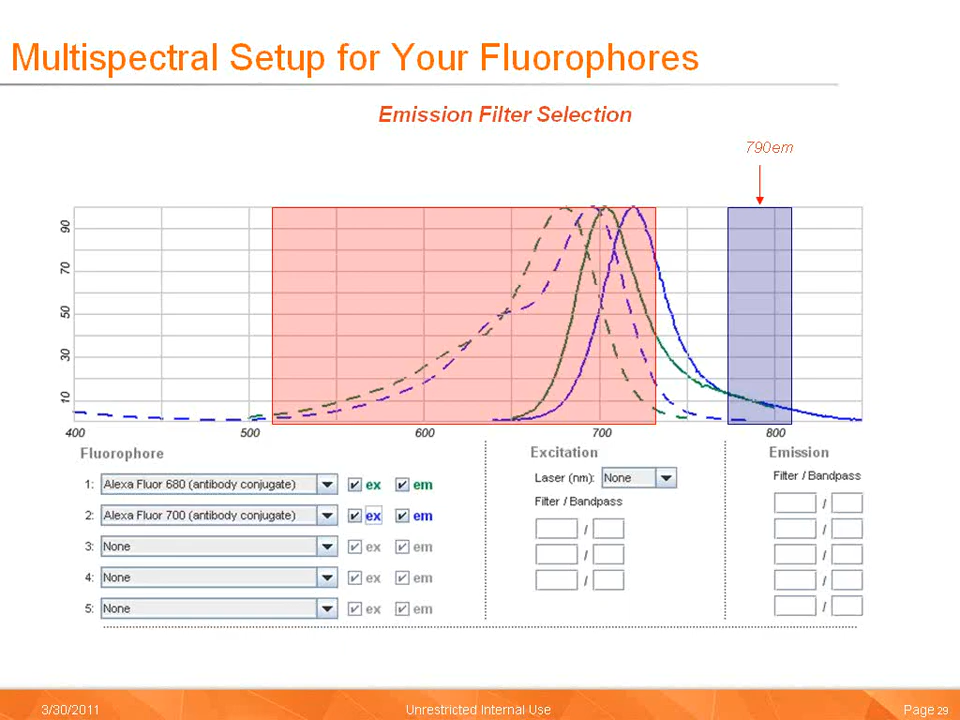 Multispectral Setup for Your Fluorophores
Emission Filter Selection
790em
90
70
50
30
10
400 500 600 700 800
Fluorophore
1: Alexa Fluor 680 (antibody conjugate) ex em
2: Alexa Fluor 700 (antibody conjugate) ex em
3: None ex em
4: None ex em
5: None ex em
Excitation
Laser (nm): None
Filter / Bandpass
/
/
/
Emission
Filter / Bandpass
/
/
/
/
/
3/30/2011 Unrestricted Internal Use Page 29